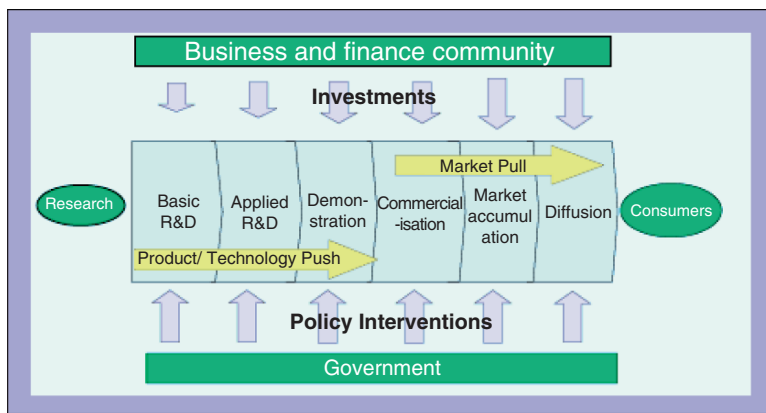 Business and finance community
Investments
Market Pull
Research
Basic
R&D
Applied
R&D
Demon-
stration
Commercial
-isation
Market
accumul
ation
Diffusion
Consumers
Product/ Technology Push
Policy Interventions
Government